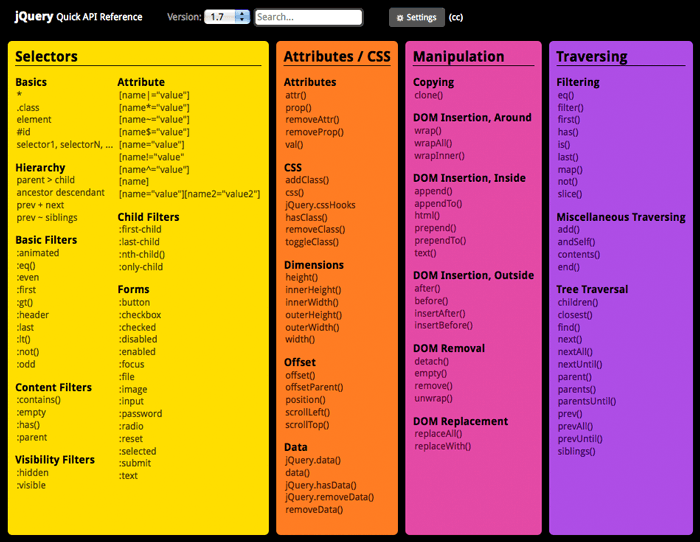 jQuery Quick API Reference
Version: 1.7
Search...
Settings
(cc)
Selectors
Basics
*
.class
element
#id
selector1, selectorN, ...
Hierarchy
parent > child
ancestor descendant
prev + next
prev ~ siblings
Basic Filters
:animated
:eq()
:even
:first
:gt()
:header
:last
:lt()
:not()
:odd
Content Filters
:contains()
:empty
:has()
:parent
Visibility Filters
:hidden
:visible
Attribute
[name|="value"]
[name*="value"]
[name~="value"]
[name$="value"]
[name="value"]
[name!="value"
[name^="value"]
[name]
[name="value"][name2="value2"]
Child Filters
:first-child
:last-child
:nth-child()
:only-child
Forms
:button
:checkbox
:checked
:disabled
:enabled
:focus
:file
:image
:input
:password
:radio
:reset
:selected
:submit
:text
Attributes / CSS
Attributes
attr()
prop()
removeAttr()
removeProp()
val()
CSS
addClass()
css()
jQuery.cssHooks
hasClass()
removeClass()
toggleClass()
Dimensions
height()
innerHeight()
innerWidth()
outerHeight()
outerWidth()
width()
Offset
offset()
offsetParent()
position()
scrollLeft()
scrollTop()
Data
jQuery.data()
data()
jQuery.hasData()
jQuery.removeData()
removeData()
Manipulation
Copying
clone()
DOM Insertion, Around
wrap()
wrapAll()
wrapInner()
DOM Insertion, Inside
append()
appendTo()
html()
prepend()
prependTo()
text()
DOM Insertion, Outside
after()
before()
insertAfter()
insertBefore()
DOM Removal
detach()
empty()
remove()
unwrap()
DOM Replacement
replaceAll()
replaceWith()
Traversing
Filtering
eq()
filter()
first()
has()
is()
last()
map()
not()
slice()
Miscellaneous Traversing
add()
andSelf()
contents()
end()
Tree Traversal
children()
closest()
find()
next()
nextAll()
nextUntil()
parent()
parents()
parentsUntil()
prev()
prevAll()
prevUntil()
siblings()